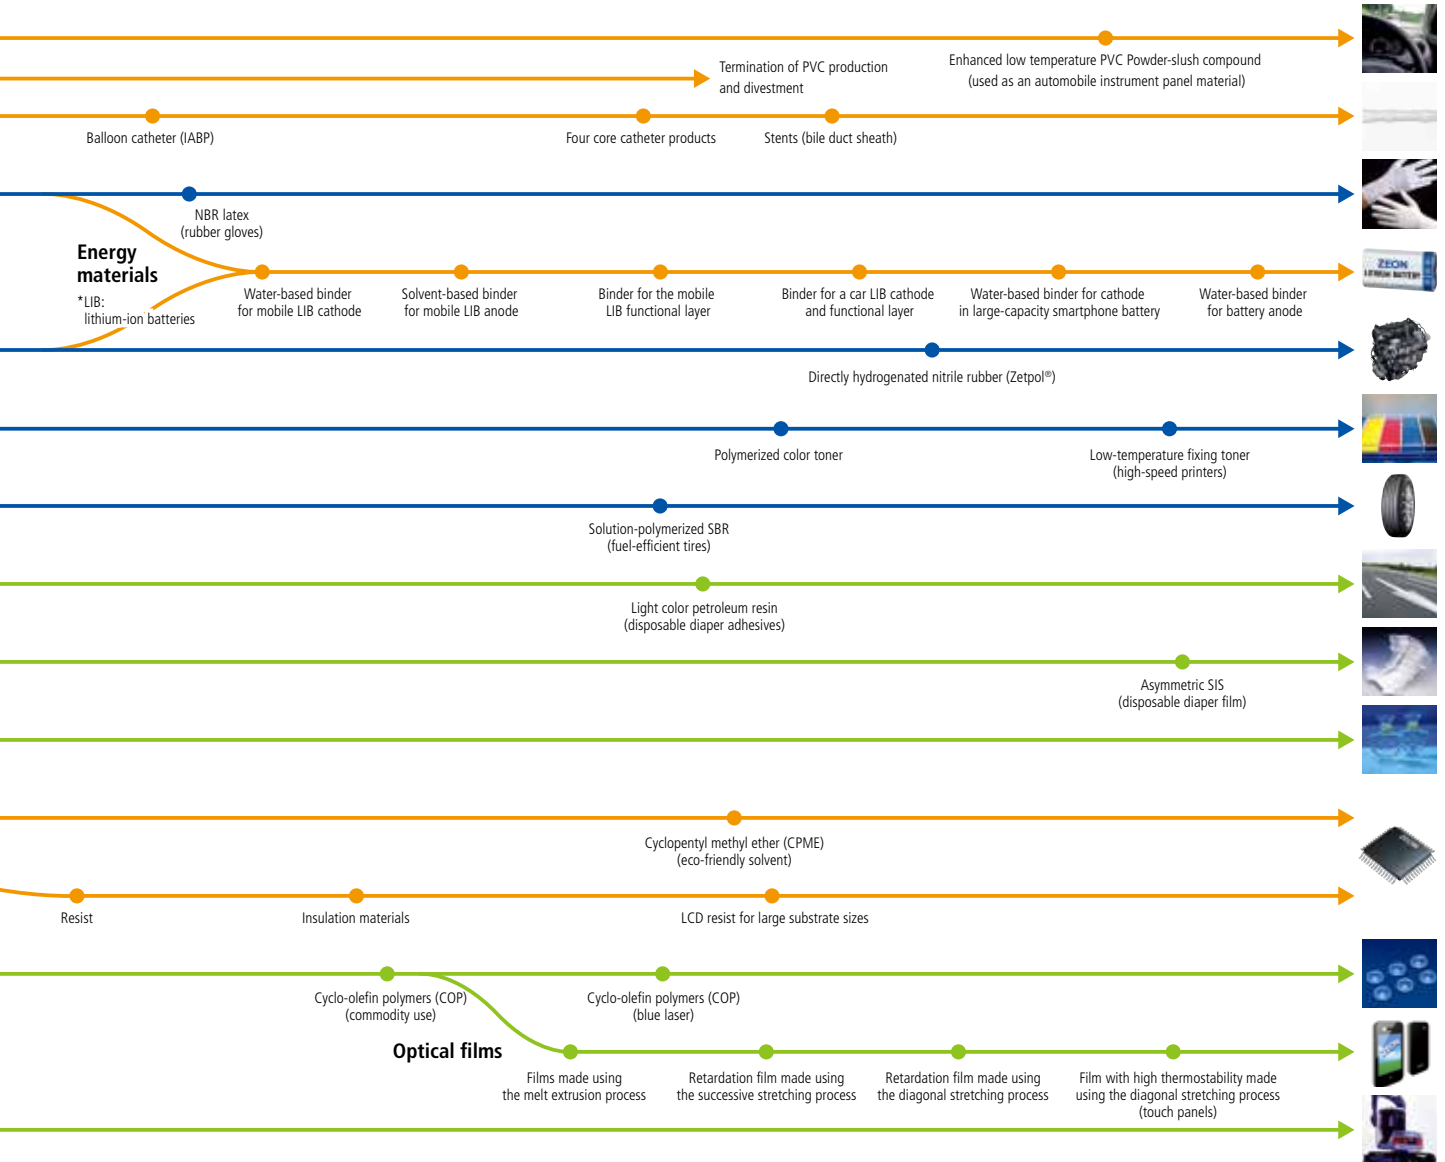 Enhanced low temperature PVC Powder-slush compound
(used as an automobile instrument panel material)
Termination of PVC production
and divestment
Balloon catheter (IABP)
Four core catheter products
Stents (bile duct sheath)
NBR latex
(rubber gloves)
Energy
materials
*LIB:
lithium-ion batteries
Water-based binder
for mobile LIB cathode
Solvent-based binder
for mobile LIB anode
Binder for the mobile
LIB functional layer
Binder for a car LIB cathode
and functional layer
Water-based binder for cathode
in large-capacity smartphone battery
Water-based binder
for battery anode
ZEON
LITHIUM BATTERY
Directly hydrogenated nitrile rubber (Zetpol®)
Polymerized color toner
Low-temperature fixing toner
(high-speed printers)
Solution-polymerized SBR
(fuel-efficient tires)
Light color petroleum resin
(disposable diaper adhesives)
Asymmetric SIS
(disposable diaper film)
Cyclopentyl methyl ether (CPME)
(eco-friendly solvent)
Resist
Insulation materials
LCD resist for large substrate sizes
Cyclo-olefin polymers (COP)
(commodity use)
Cyclo-olefin polymers (COP)
(blue laser)
Optical films
Films made using
the melt extrusion process
Retardation film made using
the successive stretching process
Retardation film made using
the diagonal stretching process
Film with high thermostability made
using the diagonal stretching process
(touch panels)